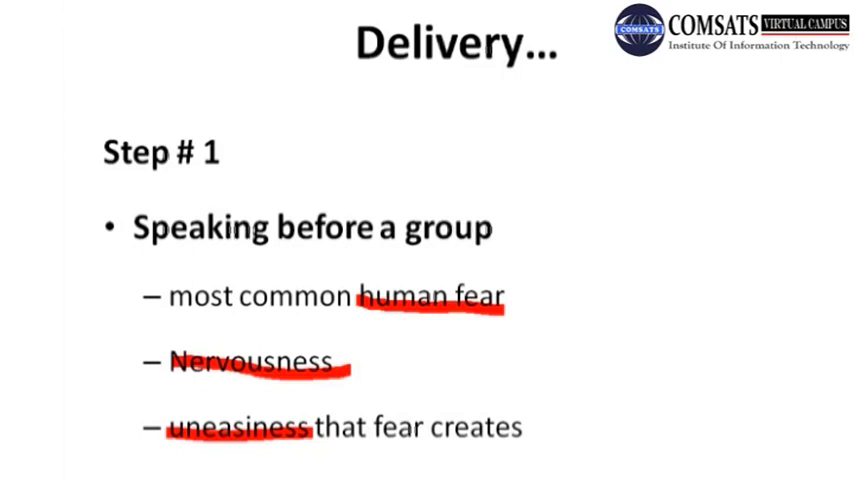 Delivery...
COMSATS VIRTUAL CAMPUS
Institute Of Information Technology
COMSATS
Step # 1
• Speaking before a group
– most common human fear
– Nervousness
– uneasiness that fear creates